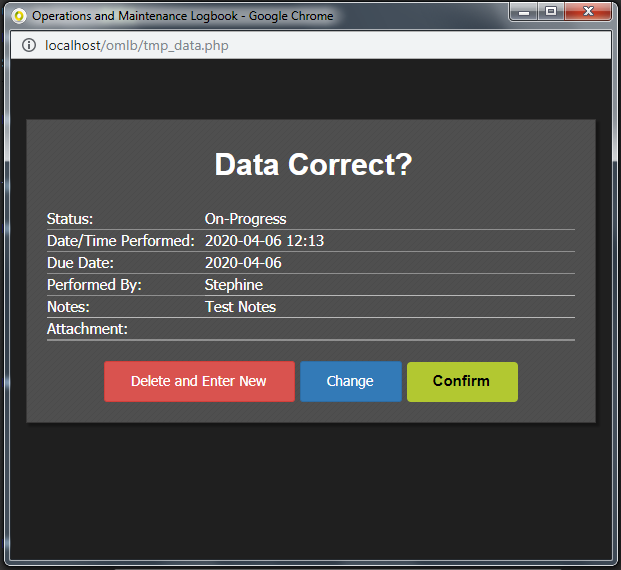 Operations and Maintenance Logbook - Google Chrome
localhost/omlb/tmp_data.php
Data Correct?
Status: On-Progress
Date/Time Performed: 2020-04-06 12:13
Due Date: 2020-04-06
Performed By: Stephine
Notes: Test Notes
Attachment:
Delete and Enter New Change Confirm